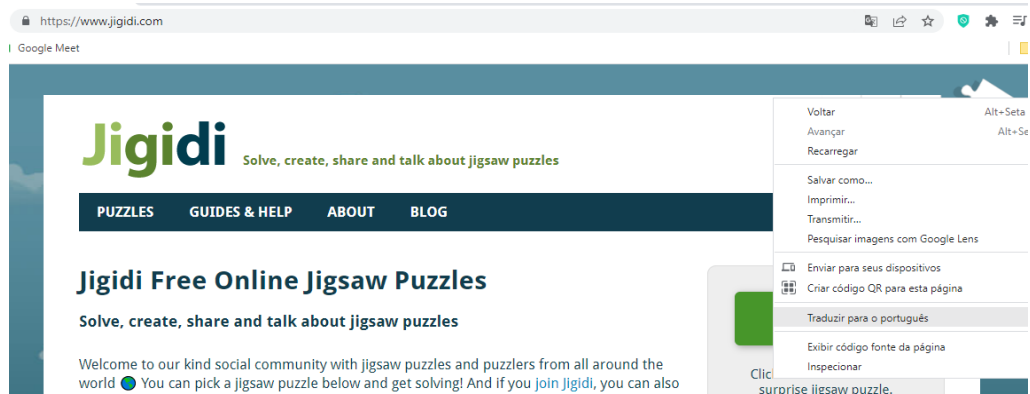 https://www.jigidi.com
Google Meet
Jigidi Solve, create, share and talk about jigsaw puzzles
PUZZLES GUIDES & HELP ABOUT BLOG
Jigidi Free Online Jigsaw Puzzles
Solve, create, share and talk about jigsaw puzzles
Welcome to our kind social community with jigsaw puzzles and puzzlers from all around the
world You can pick a jigsaw puzzle below and get solving! And if you join Jigidi, you can also
Voltar Alt+Seta
Avançar Alt+Se
Recarregar
Salvar como...
Imprimir...
Transmitir...
Pesquisar imagens com Google Lens
Enviar para seus dispositivos
Criar código QR para esta página
Traduzir para o português
Exibir código fonte da página
Inspecionar
Clic
surprise jigsaw puzzle.